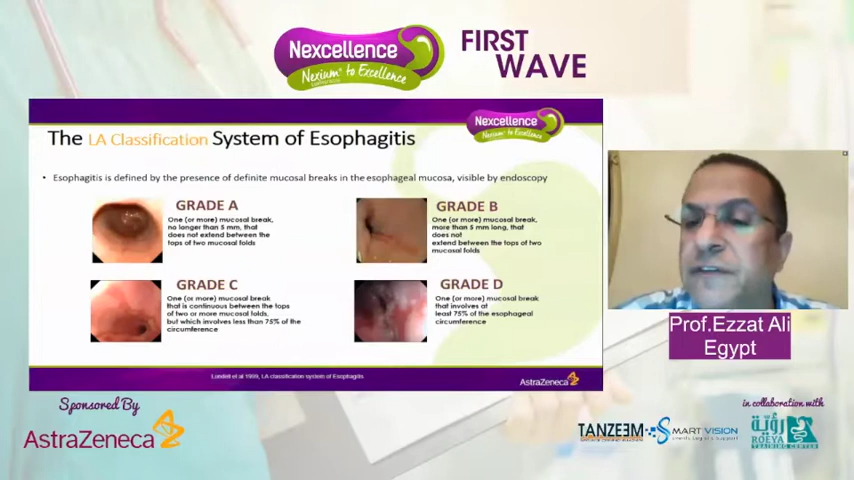 Nexcellence
Nexium® to Excellence
FIRST
WAVE
Nexcellence
Nexium® to Excellence
The LA Classification System of Esophagitis
• Esophagitis is defined by the presence of definite mucosal breaks in the esophageal mucosa, visible by endoscopy
GRADE A
One (or more) mucosal break,
no longer than 5 mm, that
does not extend between the
tops of two mucosal folds
GRADE B
One (or more) mucosal break,
more than 5 mm long, that
does not
extend between the tops of two
mucosal folds
GRADE C
One (or more) mucosal break
that is continuous between the tops
of two or more mucosal folds,
but which involves less than 75% of the
circumference
GRADE D
One (or more) mucosal break
that involves at
least 75% of the esophageal
circumference
Lundell et al 1999, LA classification system of Esophagitis
AstraZeneca
Prof.Ezzat Ali
Egypt
Sponsored By
AstraZeneca
TANZEEM
SMART VISION
in collaboration with
رؤية
ROEYA
TRAINING CENTER